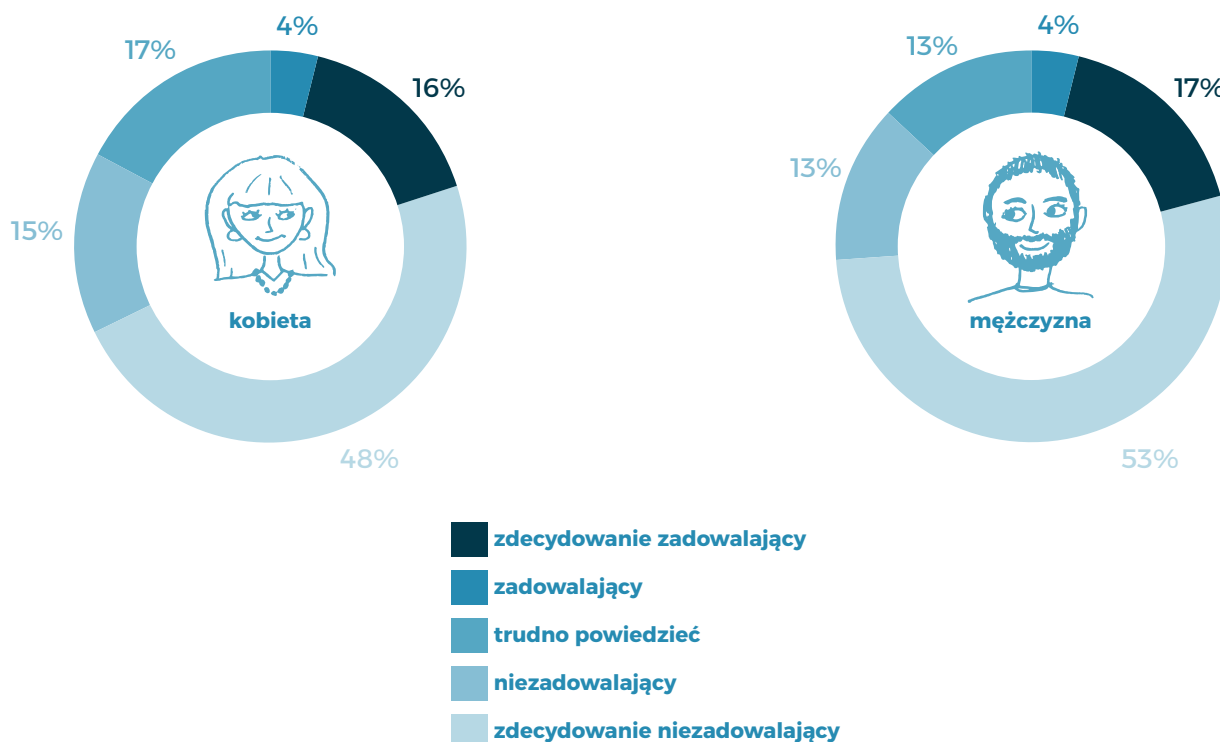 4%
17%
16%
15%
kobieta
48%
4%
13%
17%
13%
mężczyzna
53%
zdecydowanie zadowalający
zadowalający
trudno powiedzieć
niezadowalający
zdecydowanie niezadowalający